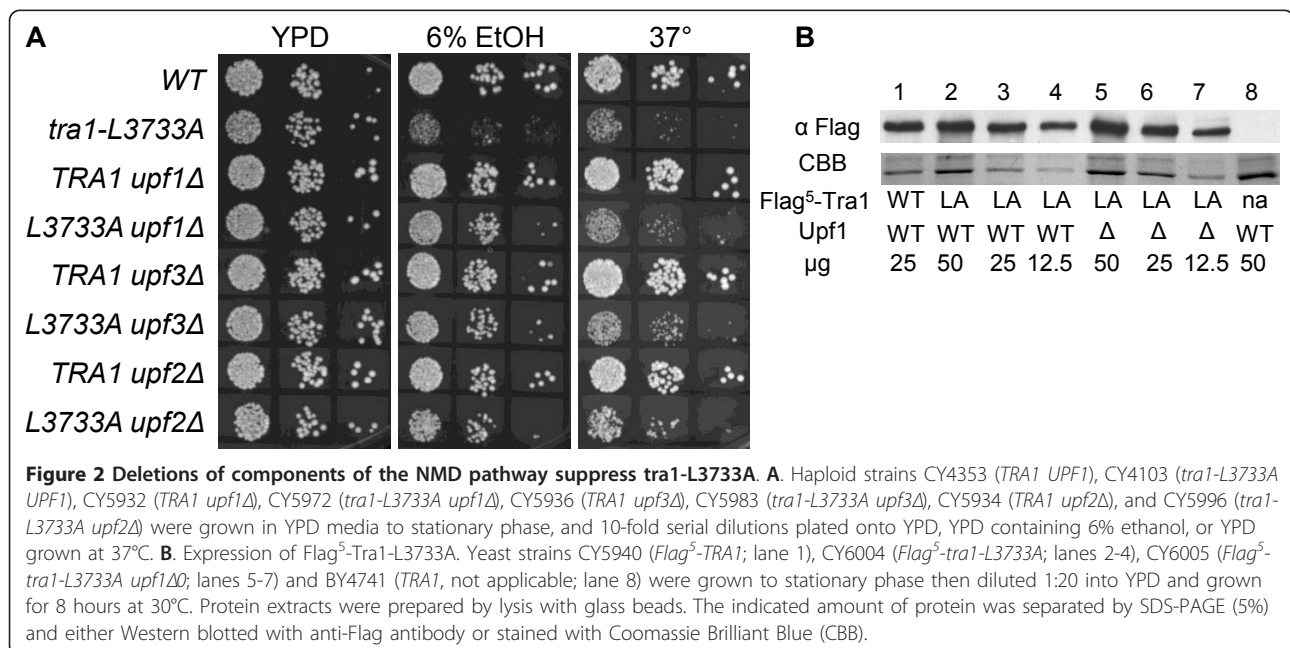 A
YPD
6% EtOH
37°
WT
tra1-L3733A
TRA1 upf1Δ
L3733A upf1Δ
TRA1 upf3Δ
L3733A upf3Δ
TRA1 upf2Δ
L3733A upf2Δ
B
1 2 3 4 5 6 7 8
α Flag
CBB
Flag⁵-Tra1 WT LA LA LA LA LA LA na
Upf1 WT WT WT WT Δ Δ Δ WT
µg 25 50 25 12.5 50 25 12.5 50
Figure 2 Deletions of components of the NMD pathway suppress tra1-L3733A. A. Haploid strains CY4353 (TRA1 UPF1), CY4103 (tra1-L3733A
UPF1), CY5932 (TRA1 upf1Δ), CY5972 (tra1-L3733A upf1Δ), CY5936 (TRA1 upf3Δ), CY5983 (tra1-L3733A upf3Δ), CY5934 (TRA1 upf2Δ), and CY5996 (tra1-
L3733A upf2Δ) were grown in YPD media to stationary phase, and 10-fold serial dilutions plated onto YPD, YPD containing 6% ethanol, or YPD
grown at 37°C. B. Expression of Flag⁵-Tra1-L3733A. Yeast strains CY5940 (Flag⁵-TRA1; lane 1), CY6004 (Flag⁵-tra1-L3733A; lanes 2-4), CY6005 (Flag⁵-
tra1-L3733A upf1Δ0; lanes 5-7) and BY4741 (TRA1, not applicable; lane 8) were grown to stationary phase then diluted 1:20 into YPD and grown
for 8 hours at 30°C. Protein extracts were prepared by lysis with glass beads. The indicated amount of protein was separated by SDS-PAGE (5%)
and either Western blotted with anti-Flag antibody or stained with Coomassie Brilliant Blue (CBB).